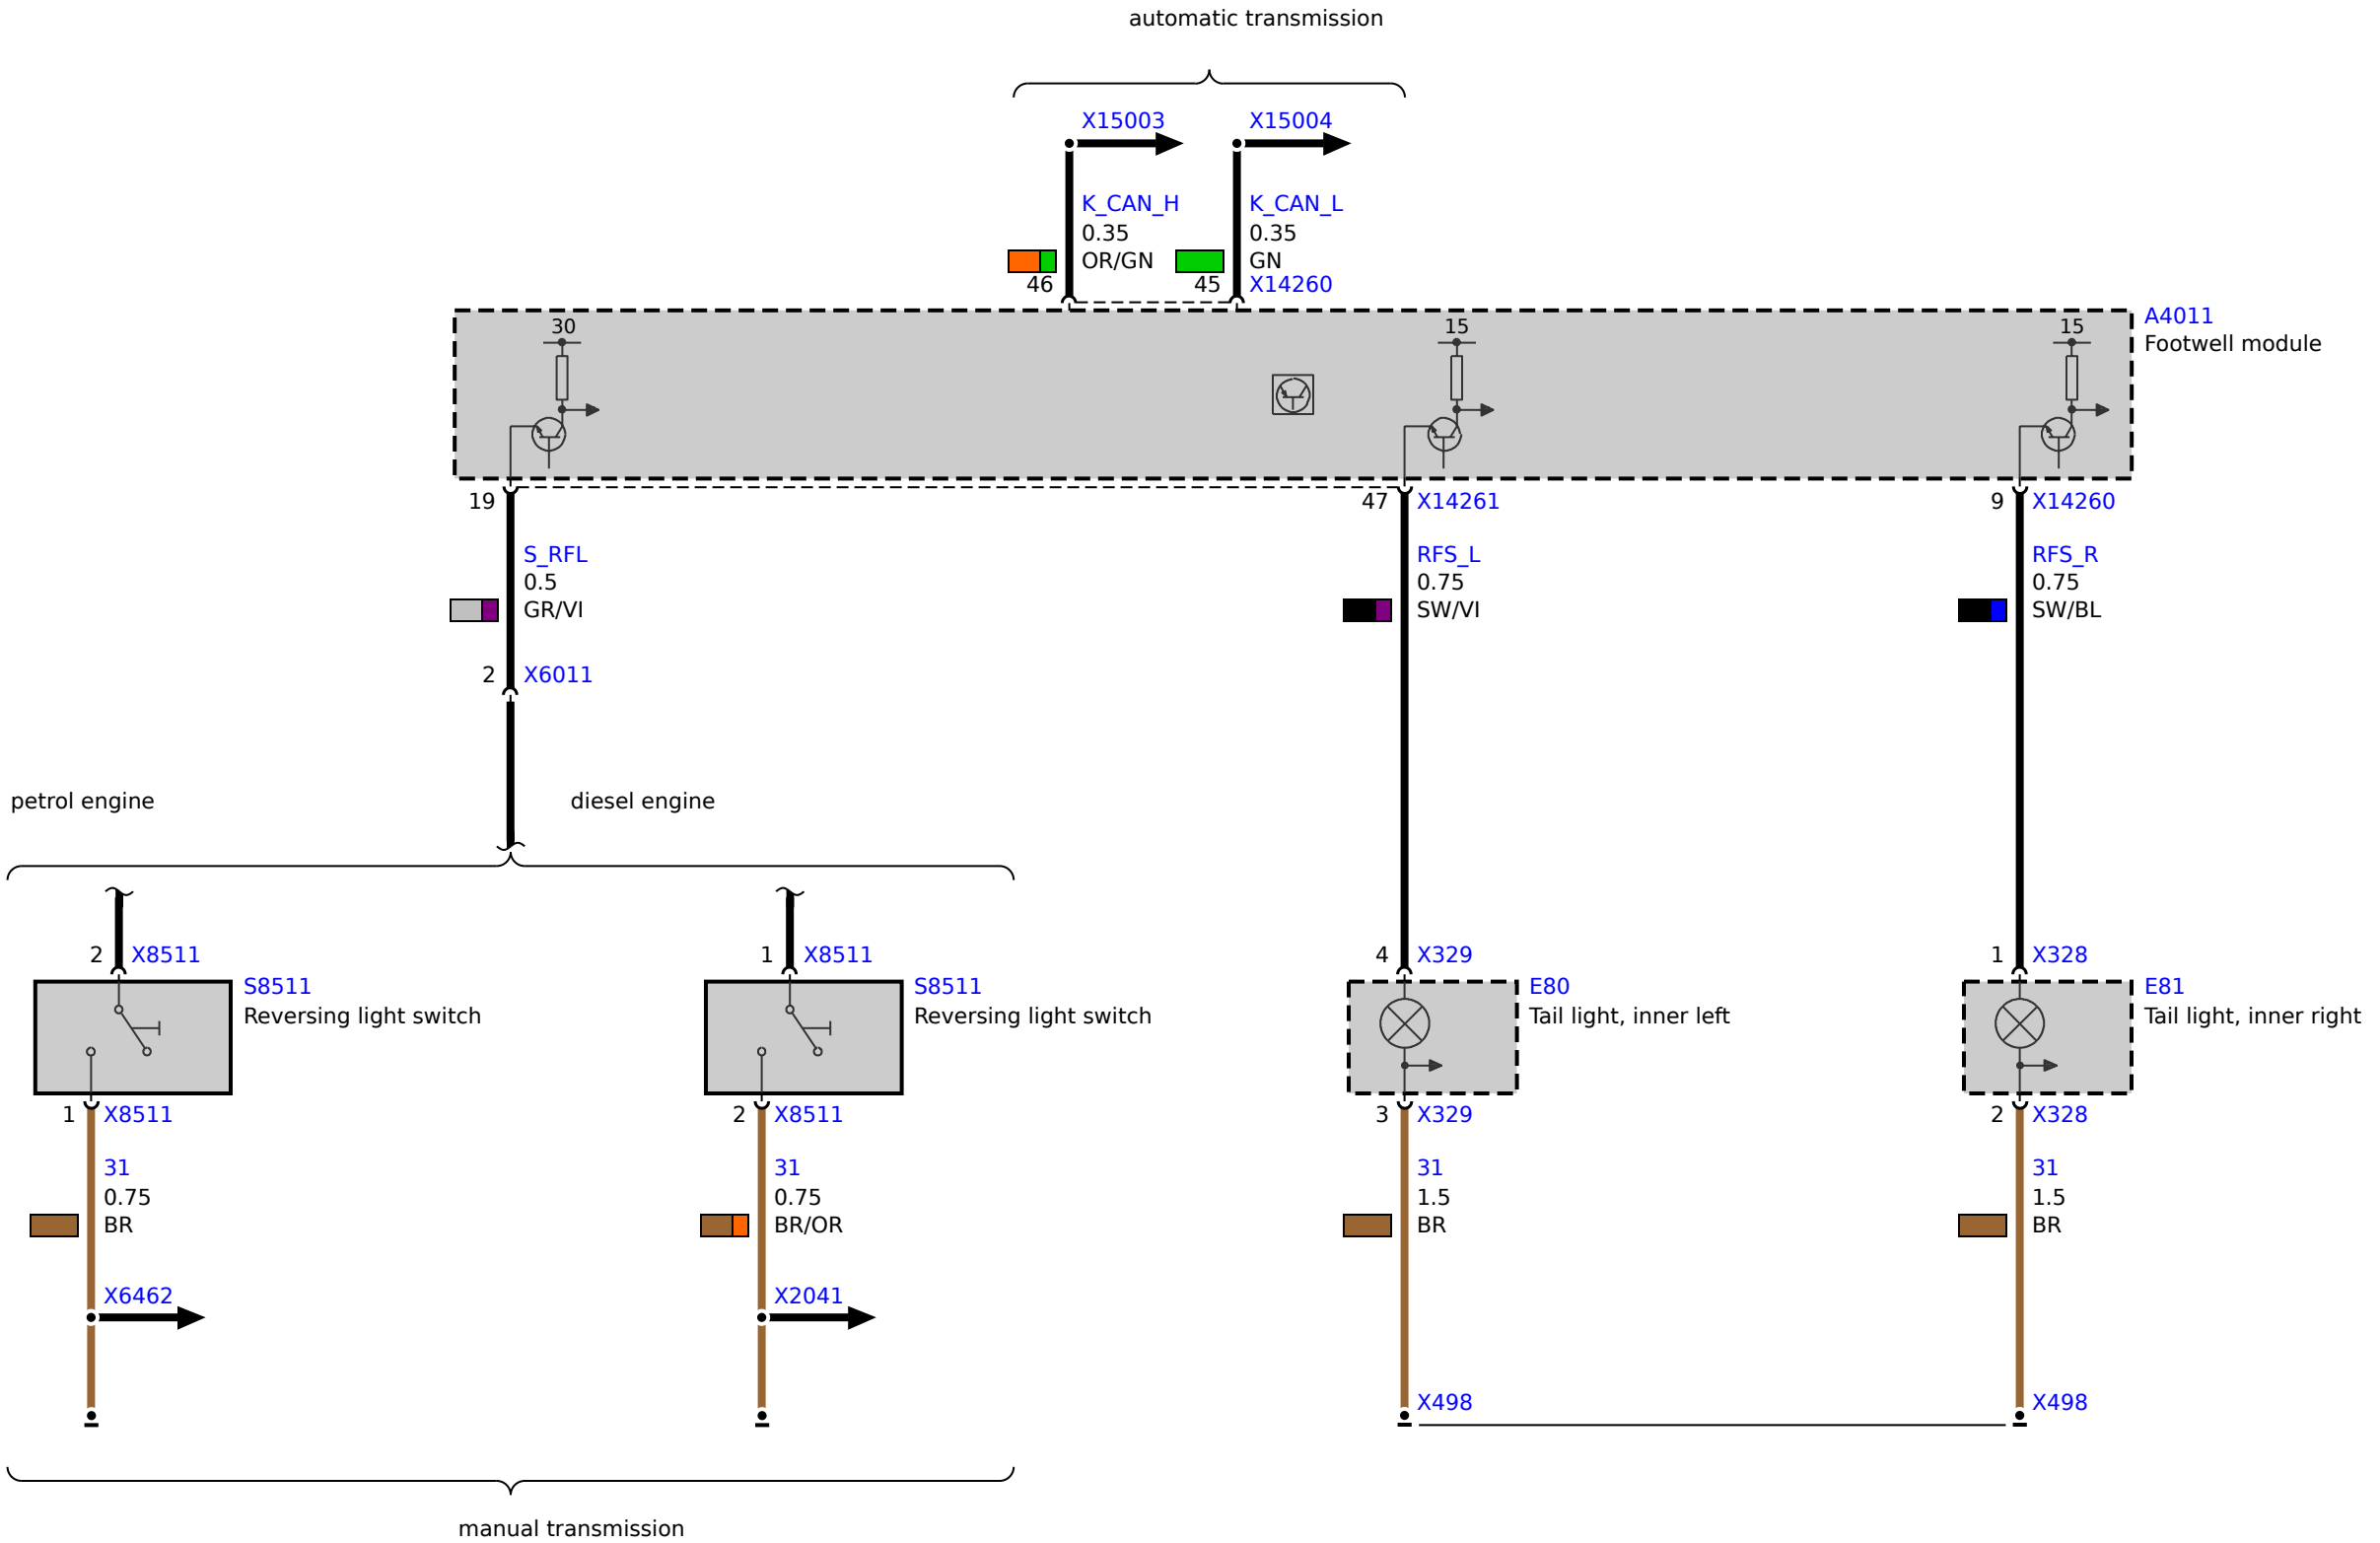 automatic transmission
X15003
X15004
K_CAN_H
0.35
OR/GN
46
K_CAN_L
0.35
GN
45
X14260
30
15
15
A4011
Footwell module
19
47
X14261
9
X14260
S_RFL
0.5
GR/VI
RFS_L
0.75
SW/VI
RFS_R
0.75
SW/BL
2
X6011
petrol engine
diesel engine
2
X8511
1
X8511
4
X329
1
X328
S8511
Reversing light switch
S8511
Reversing light switch
E80
Tail light, inner left
E81
Tail light, inner right
1
X8511
2
X8511
3
X329
2
X328
31
0.75
BR
31
0.75
BR/OR
31
1.5
BR
31
1.5
BR
X6462
X2041
X498
X498
manual transmission